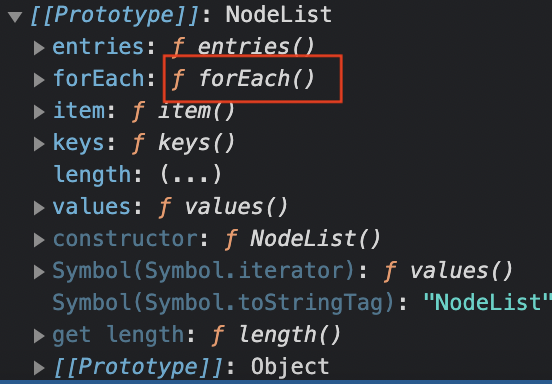 [[Prototype]]: NodeList
entries: ƒ entries()
forEach: ƒ forEach()
item: ƒ item()
keys: ƒ keys()
length: (...)
values: ƒ values()
constructor: ƒ NodeList()
Symbol(Symbol.iterator): ƒ values()
Symbol(Symbol.toStringTag): "NodeList"
get length: ƒ length()
[[Prototype]]: Object